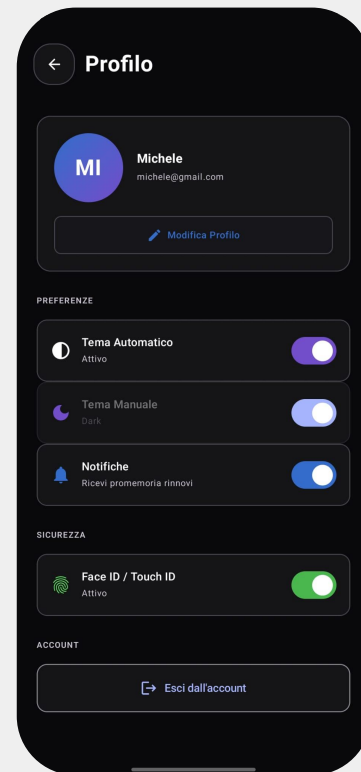 Profilo
MI
Michele
michele@gmail.com
Modifica Profilo
PREFERENZE
Tema Automatico
Attivo
Tema Manuale
Dark
Notifiche
Ricevi promemoria rinnovi
SICUREZZA
Face ID / Touch ID
Attivo
ACCOUNT
Esci dall'account